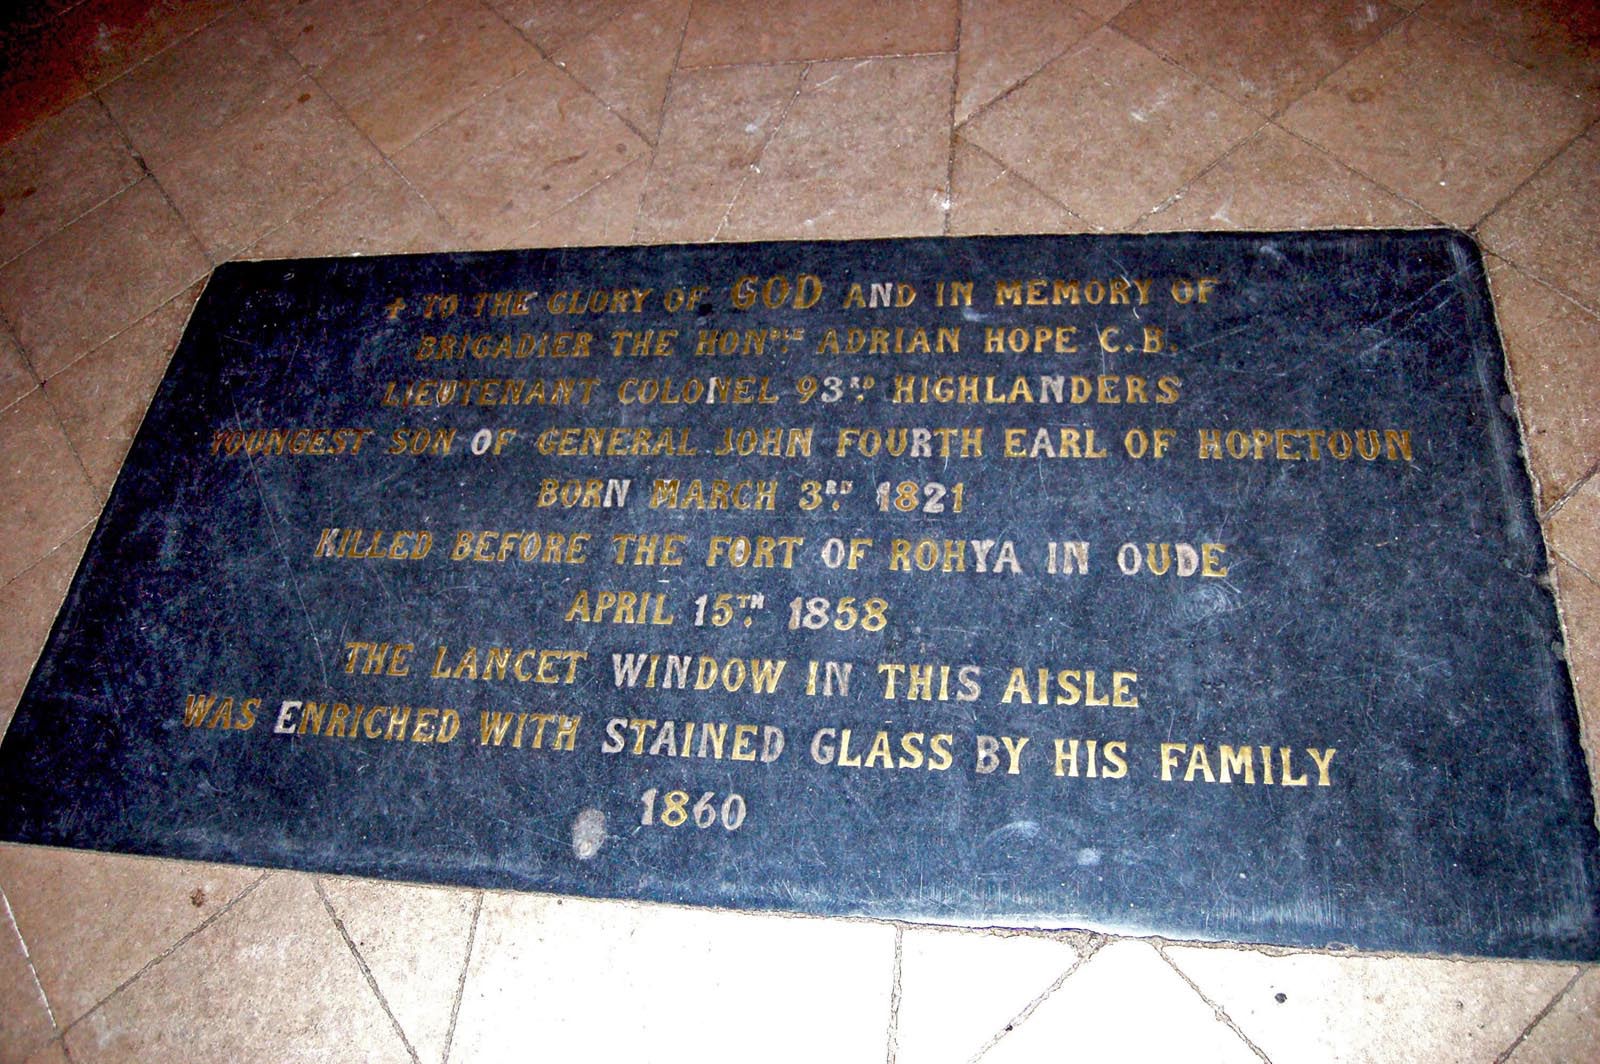 + TO THE GLORY OF GOD AND IN MEMORY OF
BRIGADIER THE HONBLE ADRIAN HOPE C.B.
LIEUTENANT COLONEL 93RD HIGHLANDERS
YOUNGEST SON OF GENERAL JOHN FOURTH EARL OF HOPETOUN
BORN MARCH 3RD 1821
KILLED BEFORE THE FORT OF ROHYA IN OUDE
APRIL 15TH 1858
THE LANCET WINDOW IN THIS AISLE
WAS ENRICHED WITH STAINED GLASS BY HIS FAMILY
1860